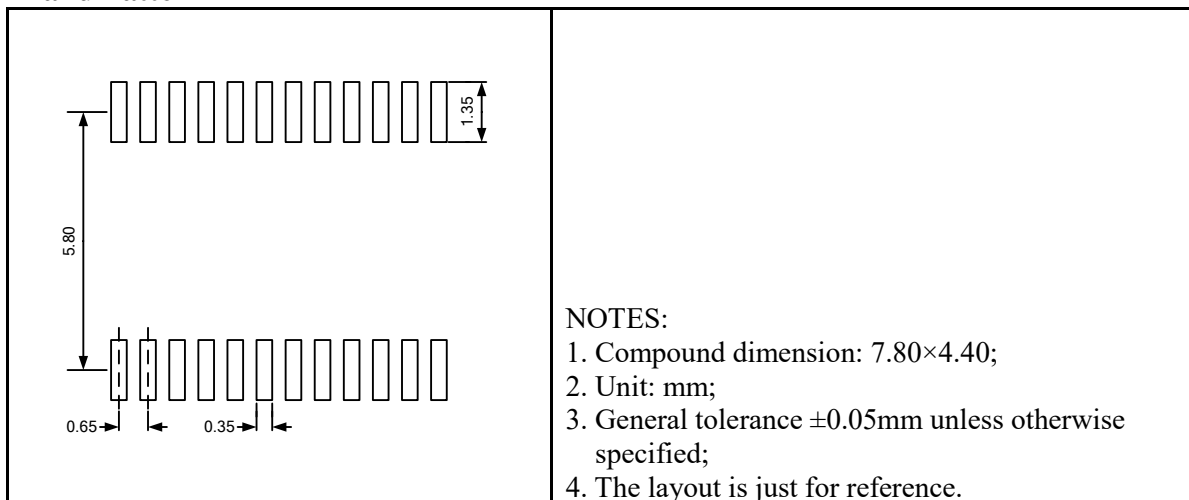 1.35
5.80
0.65
0.35
NOTES:
1. Compound dimension: 7.80×4.40;
2. Unit: mm;
3. General tolerance ±0.05mm unless otherwise
specified;
4. The layout is just for reference.